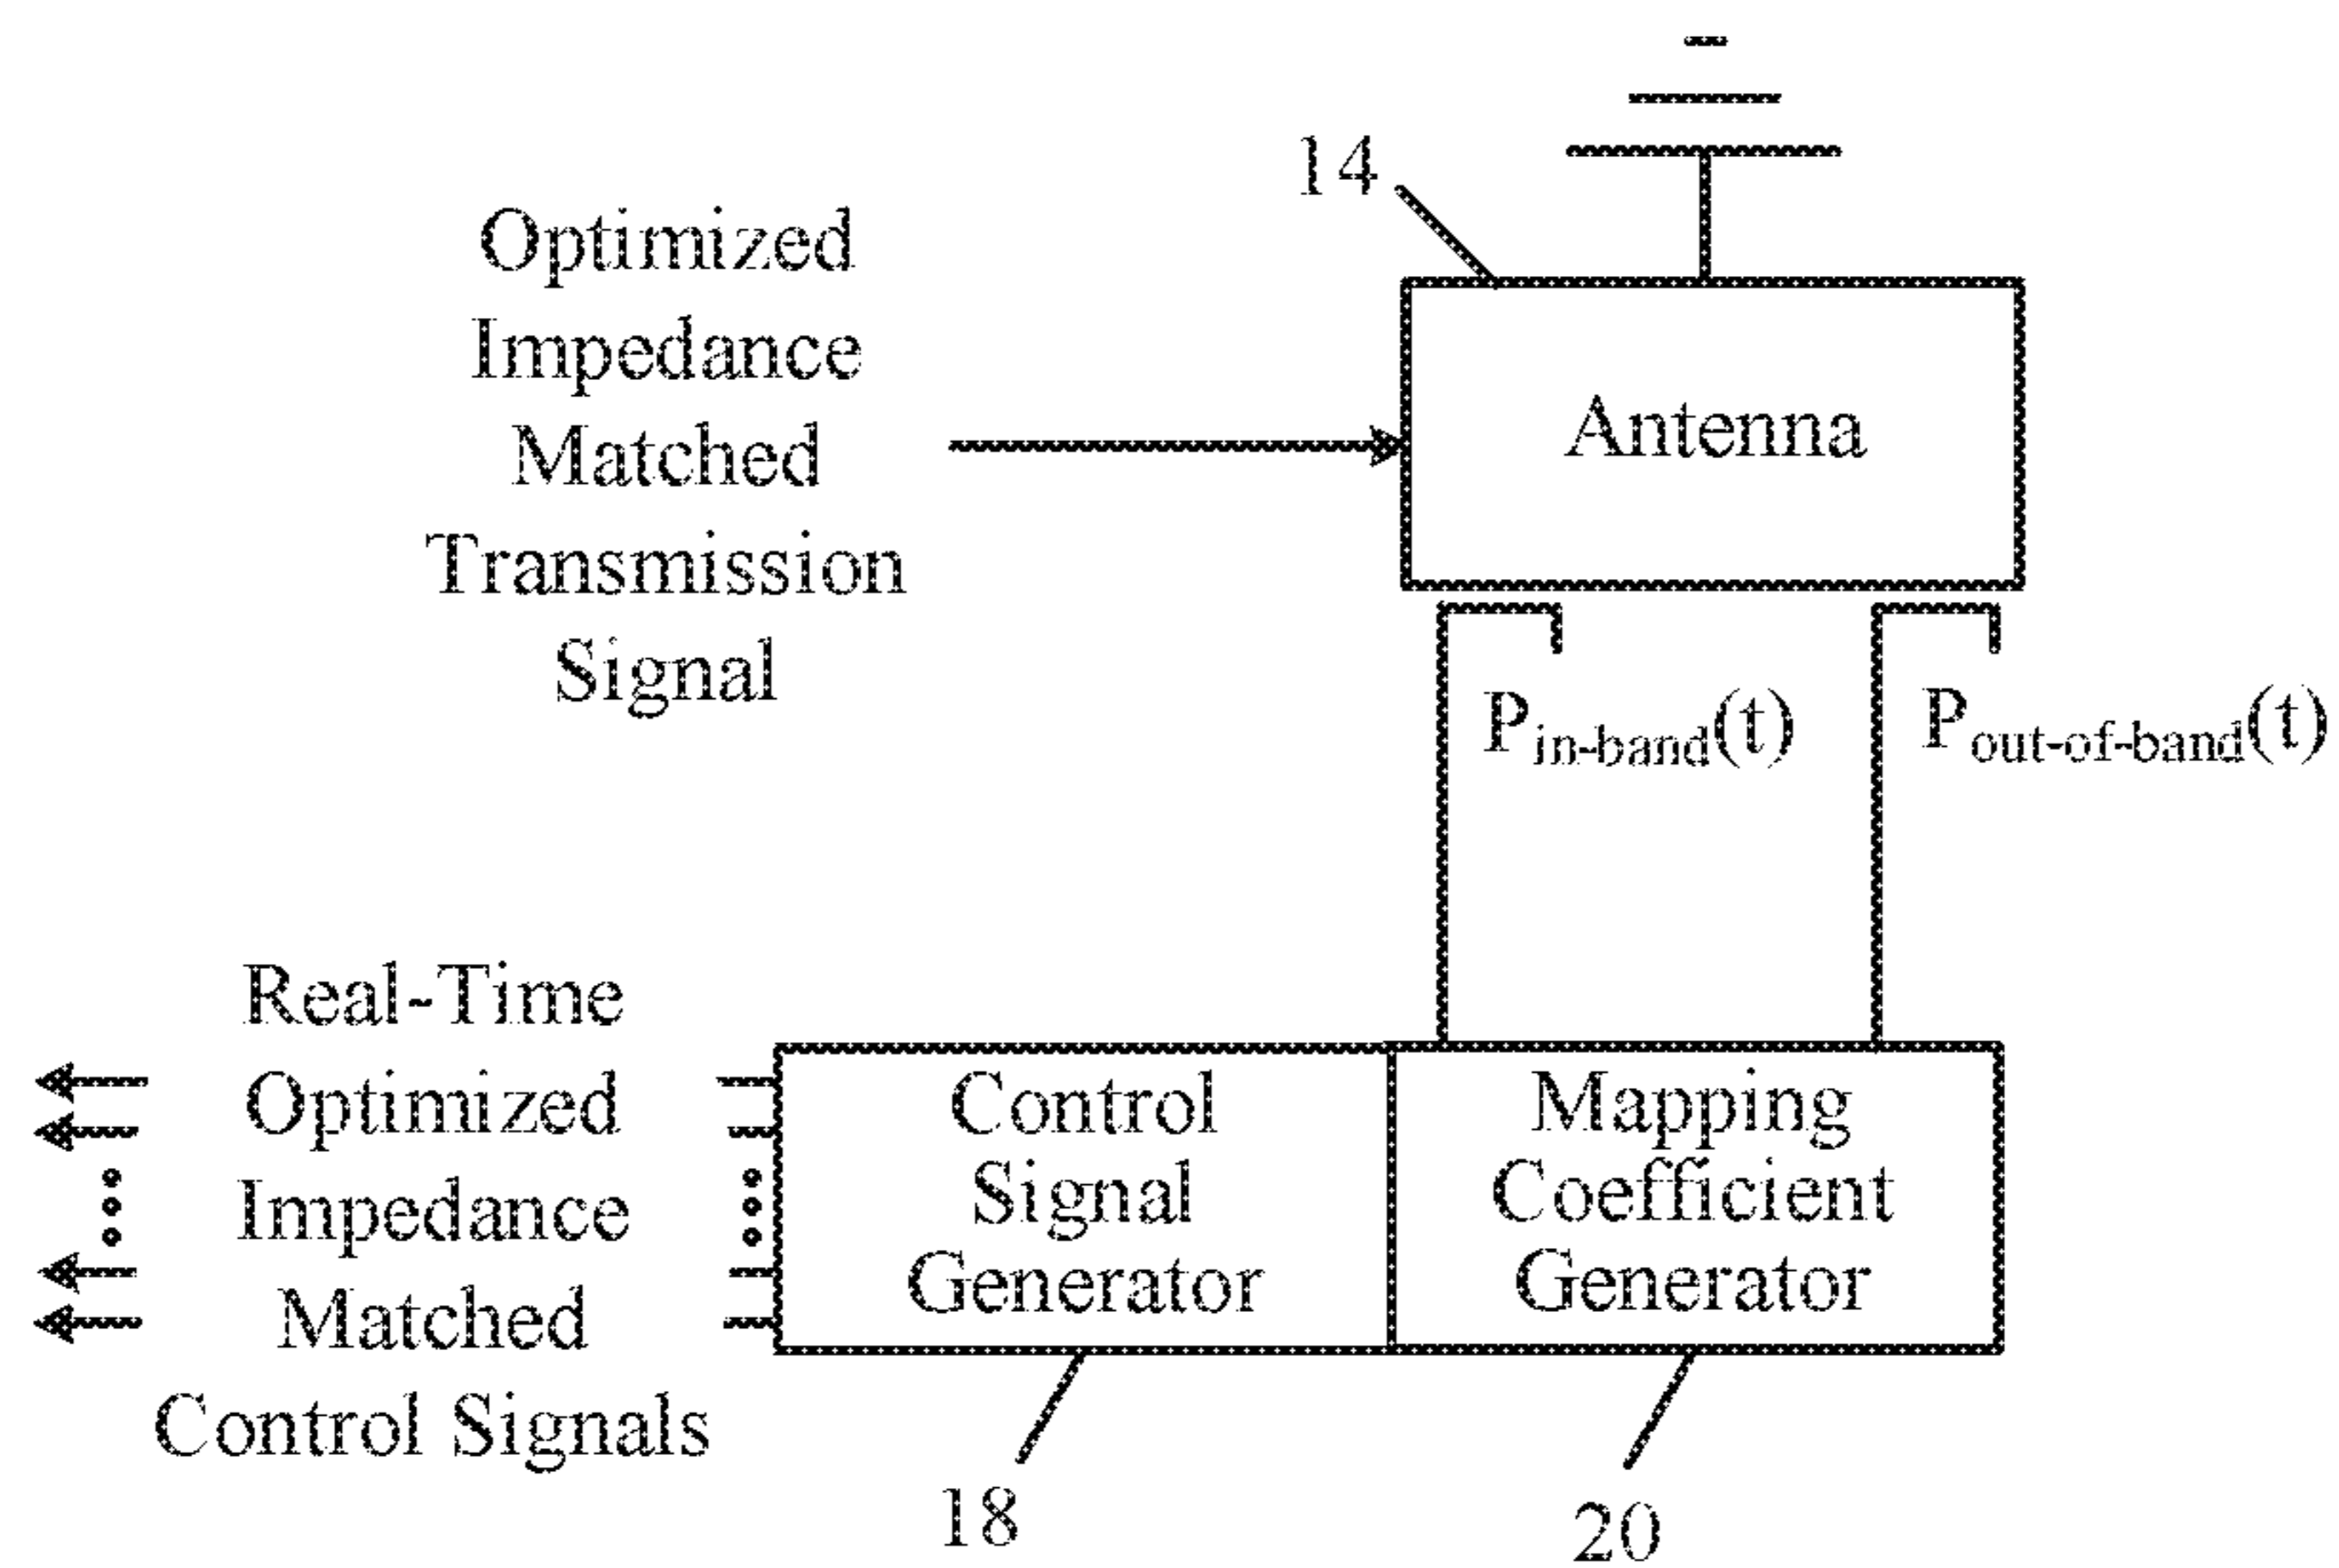 14
Optimized
Impedance
Matched
Transmission
Signal
Antenna
Pin-band(t)
Pout-of-band(t)
Real-Time
Optimized
Impedance
Matched
Control Signals
Control
Signal
Generator
Mapping
Coefficient
Generator
18
20